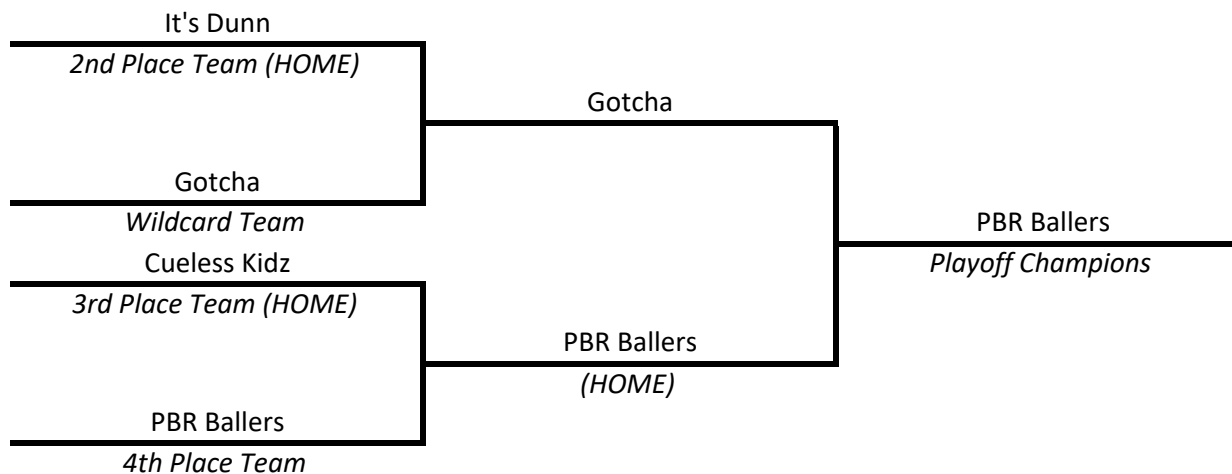 It's Dunn
2nd Place Team (HOME)
Gotcha
Gotcha
Wildcard Team
PBR Ballers
Playoff Champions
Cueless Kidz
3rd Place Team (HOME)
PBR Ballers
(HOME)
PBR Ballers
4th Place Team